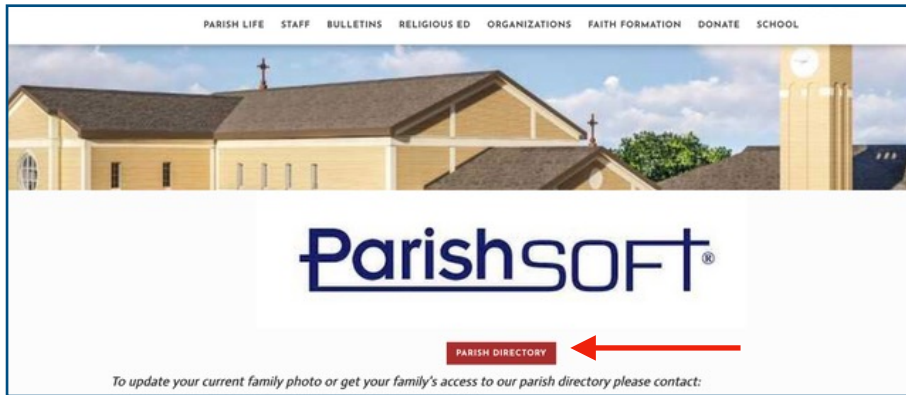 PARISH LIFE STAFF BULLETINS RELIGIOUS ED ORGANIZATIONS FAITH FORMATION DONATE SCHOOL
ParishSOFT®
PARISH DIRECTORY
To update your current family photo or get your family's access to our parish directory please contact: